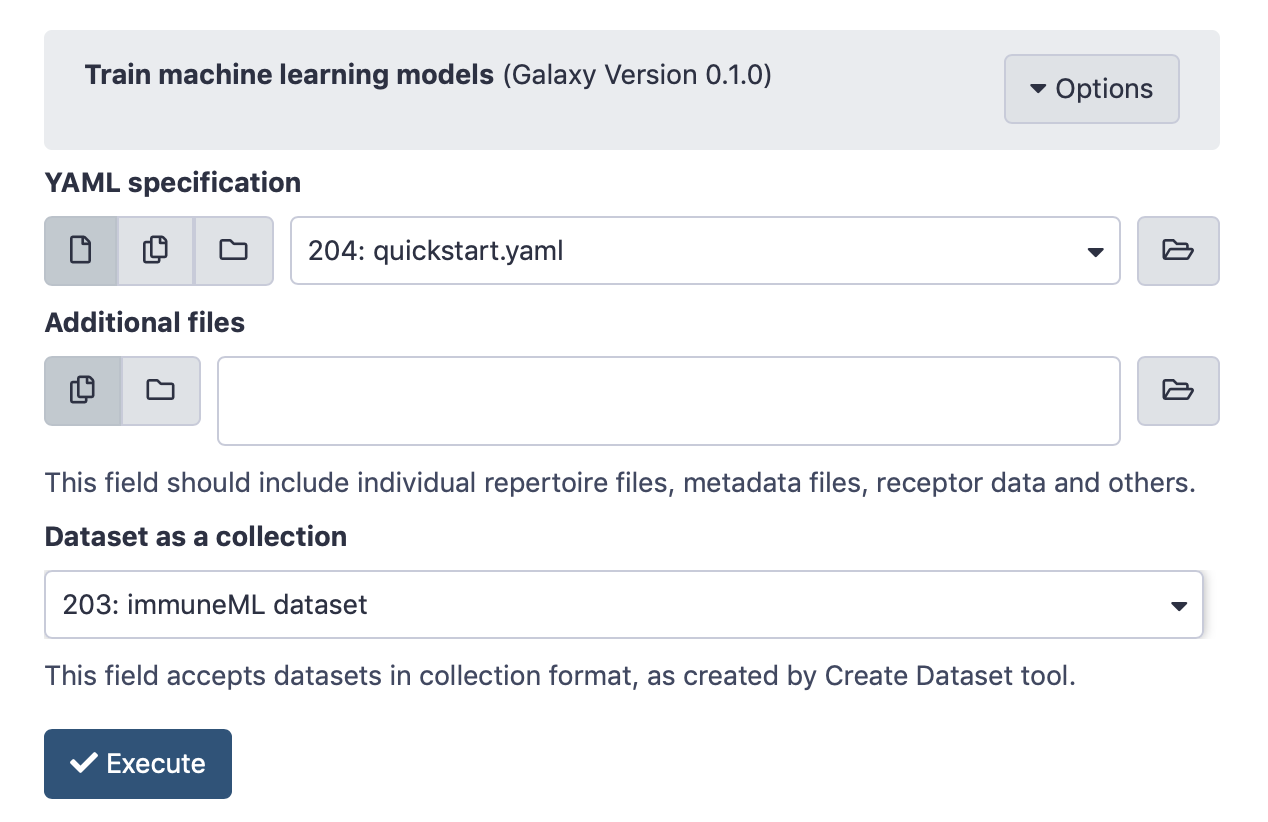 Train machine learning models (Galaxy Version 0.1.0)
Options
YAML specification
204: quickstart.yaml
Additional files
This field should include individual repertoire files, metadata files, receptor data and others.
Dataset as a collection
203: immuneML dataset
This field accepts datasets in collection format, as created by Create Dataset tool.
Execute